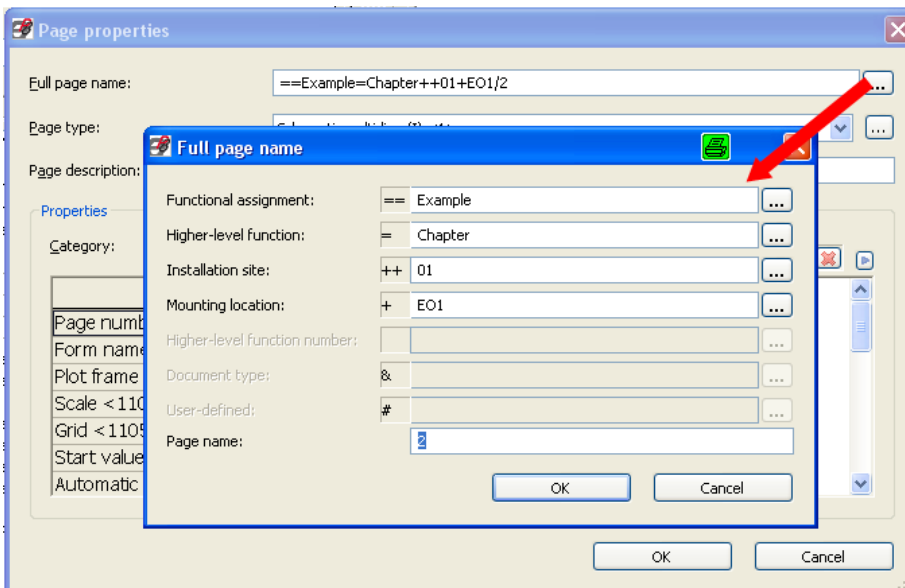 Page properties
Full page name: ==Example=Chapter++01+EO1/2 ...
Page type: ...
Full page name
Page description:
Functional assignment: == Example ...
Properties
Higher-level function: = Chapter ...
Category:
Installation site: ++ 01 ...
Mounting location: + EO1 ...
Page numb
Higher-level function number: ...
Form name
Document type: & ...
Plot frame
Scale <110
User-defined: # ...
Grid <1105
Page name: 2
Start value
Automatic
OK Cancel
OK Cancel